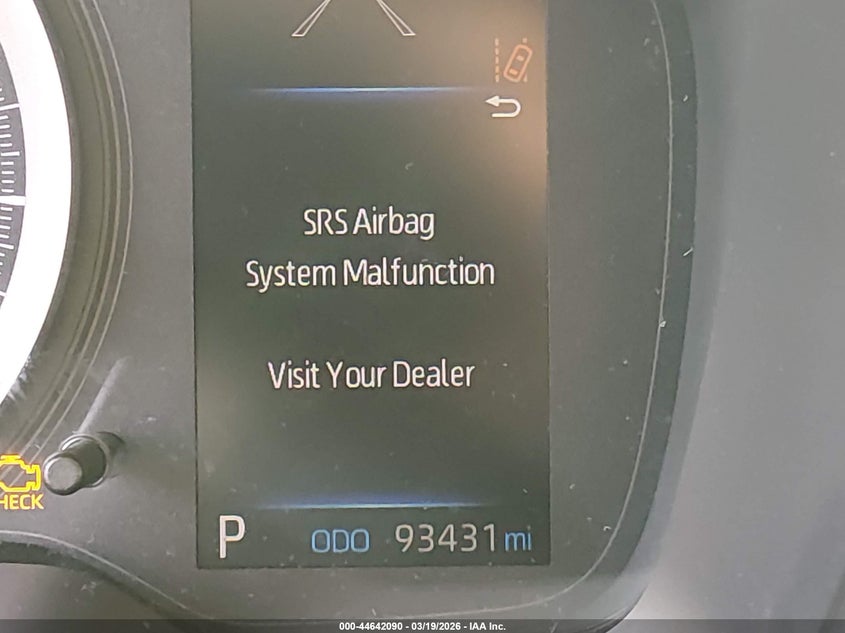 SRS Airbag
System Malfunction
Visit Your Dealer
CHECK
P ODO 93431 mi
000-44642090 - 03/19/2026 - IAA Inc.